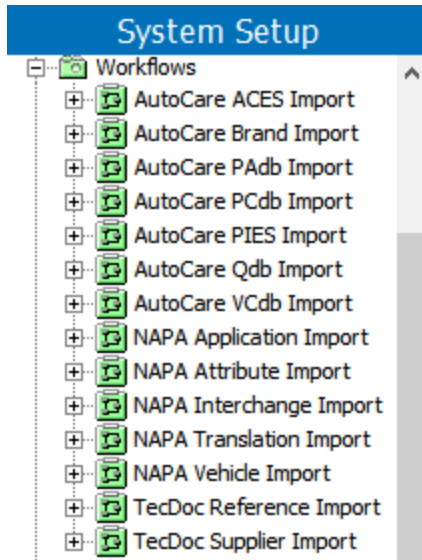 System Setup
Workflows
AutoCare ACES Import
AutoCare Brand Import
AutoCare PAdb Import
AutoCare PCdb Import
AutoCare PIES Import
AutoCare Qdb Import
AutoCare VCdb Import
NAPA Application Import
NAPA Attribute Import
NAPA Interchange Import
NAPA Translation Import
NAPA Vehicle Import
TecDoc Reference Import
TecDoc Supplier Import